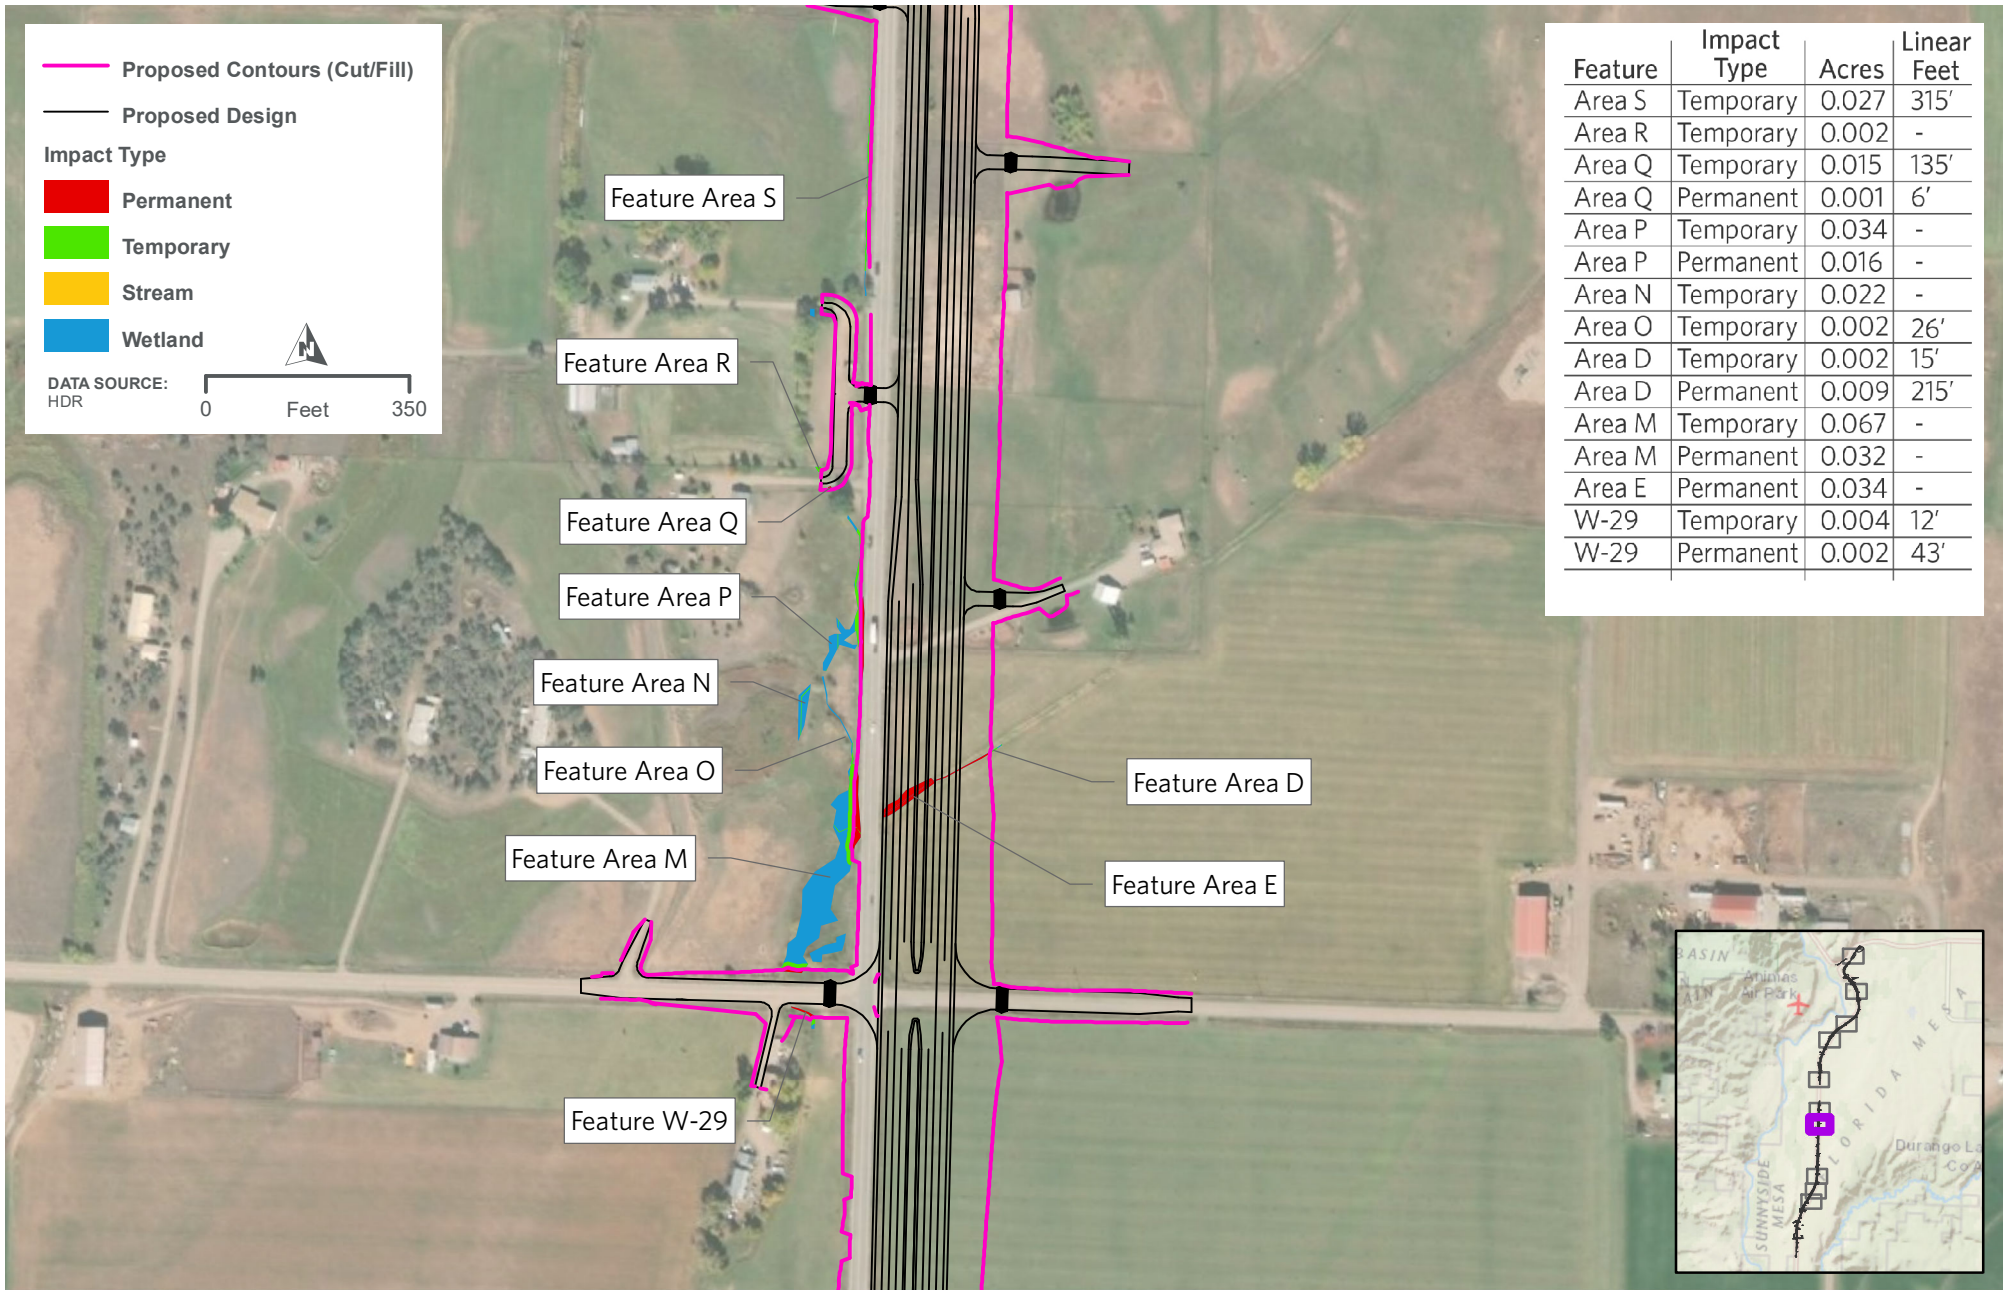 Proposed Contours (Cut/Fill)
Proposed Design
Impact Type
Permanent
Temporary
Stream
Wetland
N
DATA SOURCE:
HDR
0 Feet 350
Feature Area S
Feature Area R
Feature Area Q
Feature Area P
Feature Area N
Feature Area O
Feature Area M
Feature W-29
Feature Area D
Feature Area E
Feature Impact Type Acres Linear Feet
Area S Temporary 0.027 315'
Area R Temporary 0.002 -
Area Q Temporary 0.015 135'
Area Q Permanent 0.001 6'
Area P Temporary 0.034 -
Area P Permanent 0.016 -
Area N Temporary 0.022 -
Area O Temporary 0.002 26'
Area D Temporary 0.002 15'
Area D Permanent 0.009 215'
Area M Temporary 0.067 -
Area M Permanent 0.032 -
Area E Permanent 0.034 -
W-29 Temporary 0.004 12'
W-29 Permanent 0.002 43'
BASIN
Animas
Air Park
MESA
FLORIDA
Durango La
Co A
SUNNYSIDE
MESA